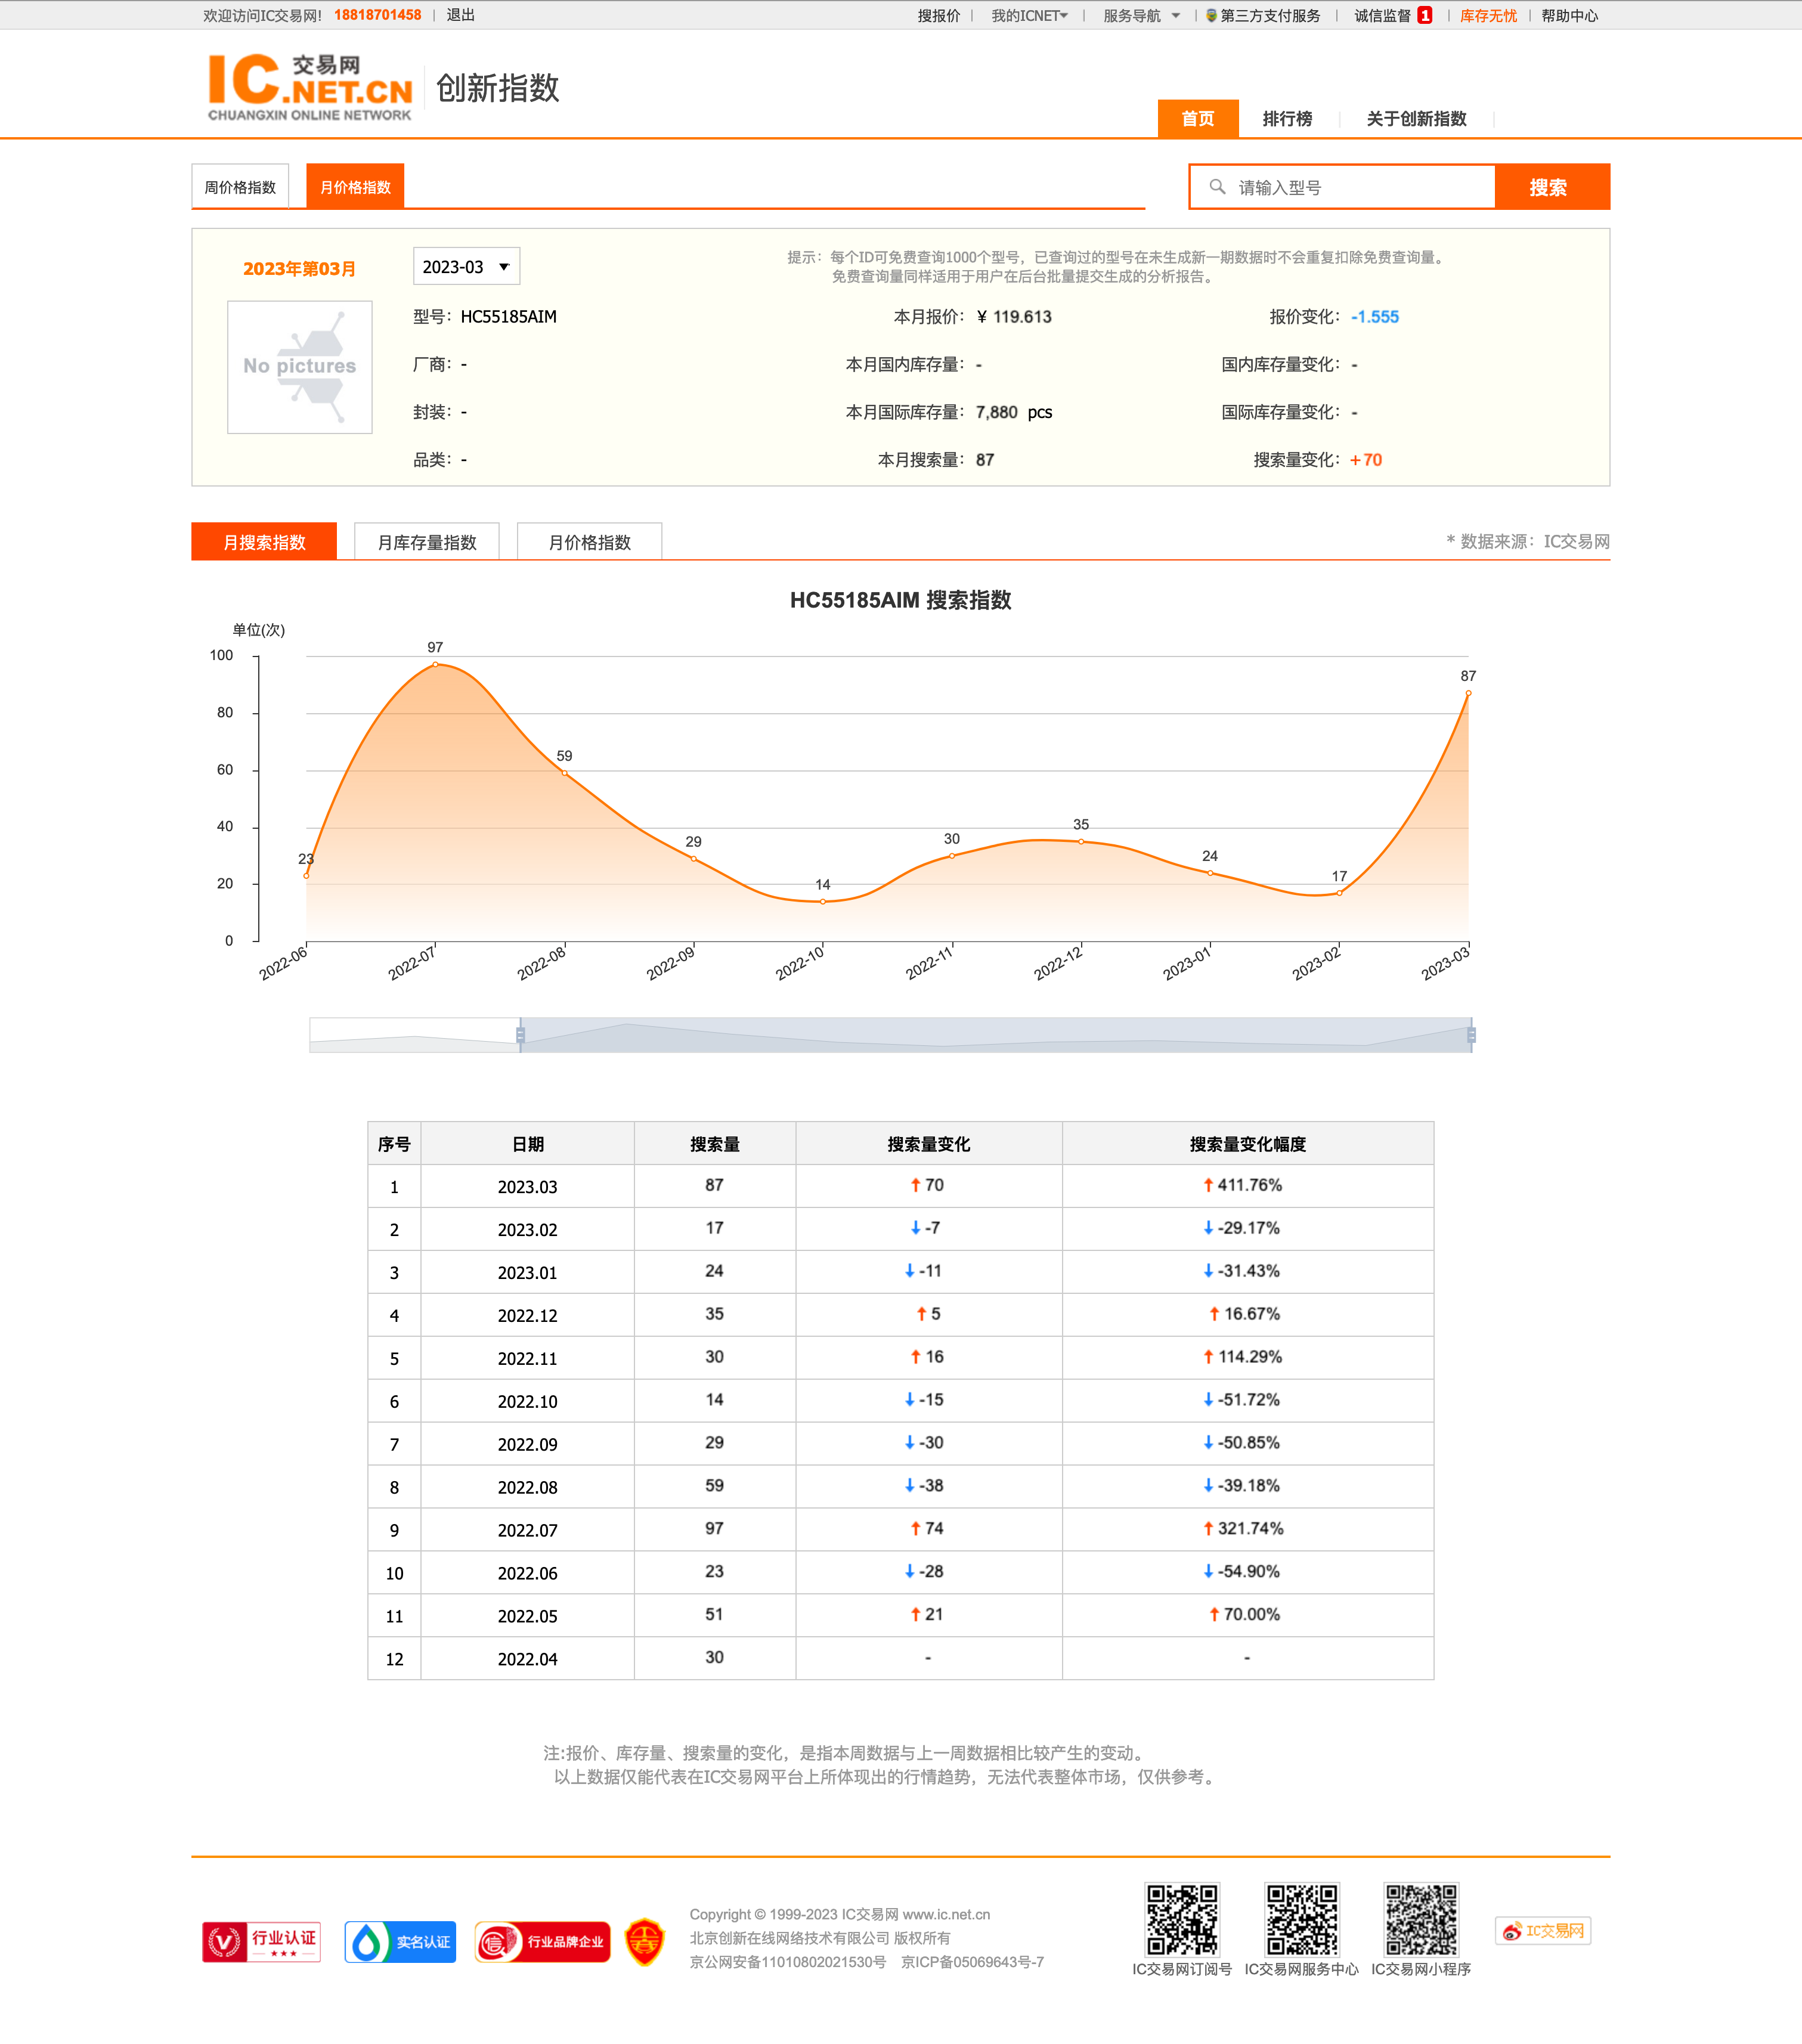 欢迎访问IC交易网! 18818701458 | 退出
搜报价 | 我的ICNET | 服务导航 | 第三方支付服务 | 诚信监督 1 | 库存无忧 | 帮助中心
IC交易网
.NET.CN
CHUANGXIN ONLINE NETWORK
创新指数
首页 排行榜 关于创新指数
周价格指数 月价格指数
请输入型号 搜索
2023年第03月 2023-03
提示：每个ID可免费查询1000个型号，已查询过的型号在未生成新一期数据时不会重复扣除免费查询量。
免费查询量同样适用于用户在后台批量提交生成的分析报告。
No pictures
型号：HC55185AIM 本月报价：¥ 119.613 报价变化：-1.555
厂商：- 本月国内库存量：- 国内库存量变化：-
封装：- 本月国际库存量：7,880 pcs 国际库存量变化：-
品类：- 本月搜索量：87 搜索量变化：+70
月搜索指数 月库存量指数 月价格指数 * 数据来源：IC交易网
HC55185AIM 搜索指数
单位(次)
100
80
60
40
20
0
23 97 59 29 14 30 35 24 17 87
2022-06 2022-07 2022-08 2022-09 2022-10 2022-11 2022-12 2023-01 2023-02 2023-03
序号 日期 搜索量 搜索量变化 搜索量变化幅度
1 2023.03 87 ↑70 ↑411.76%
2 2023.02 17 ↓-7 ↓-29.17%
3 2023.01 24 ↓-11 ↓-31.43%
4 2022.12 35 ↑5 ↑16.67%
5 2022.11 30 ↑16 ↑114.29%
6 2022.10 14 ↓-15 ↓-51.72%
7 2022.09 29 ↓-30 ↓-50.85%
8 2022.08 59 ↓-38 ↓-39.18%
9 2022.07 97 ↑74 ↑321.74%
10 2022.06 23 ↓-28 ↓-54.90%
11 2022.05 51 ↑21 ↑70.00%
12 2022.04 30 - -
注:报价、库存量、搜索量的变化，是指本周数据与上一周数据相比较产生的变动。
以上数据仅能代表在IC交易网平台上所体现出的行情趋势，无法代表整体市场，仅供参考。
行业认证
实名认证
信 行业品牌企业
Copyright © 1999-2023 IC交易网 www.ic.net.cn
北京创新在线网络技术有限公司 版权所有
京公网安备11010802021530号 京ICP备05069643号-7
IC交易网订阅号 IC交易网服务中心 IC交易网小程序
IC交易网